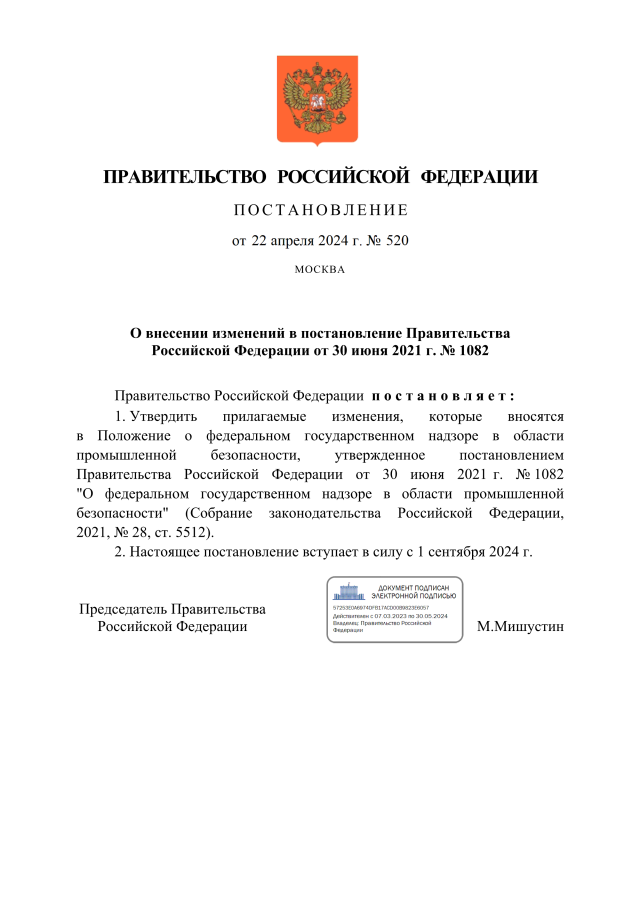 ПРАВИТЕЛЬСТВО РОССИЙСКОЙ ФЕДЕРАЦИИ
ПОСТАНОВЛЕНИЕ
от 22 апреля 2024 г. № 520
МОСКВА
О внесении изменений в постановление Правительства
Российской Федерации от 30 июня 2021 г. № 1082
Правительство Российской Федерации постановляет:
1. Утвердить прилагаемые изменения, которые вносятся
в Положение о федеральном государственном надзоре в области
промышленной безопасности, утвержденное постановлением
Правительства Российской Федерации от 30 июня 2021 г. № 1082
"О федеральном государственном надзоре в области промышленной
безопасности" (Собрание законодательства Российской Федерации,
2021, № 28, ст. 5512).
2. Настоящее постановление вступает в силу с 1 сентября 2024 г.
Председатель Правительства
Российской Федерации
ДОКУМЕНТ ПОДПИСАН
ЭЛЕКТРОННОЙ ПОДПИСЬЮ
Действителен с 07.03.2023 по 30.05.2024
Владелец: Правительство Российской
Федерации
М.Мишустин